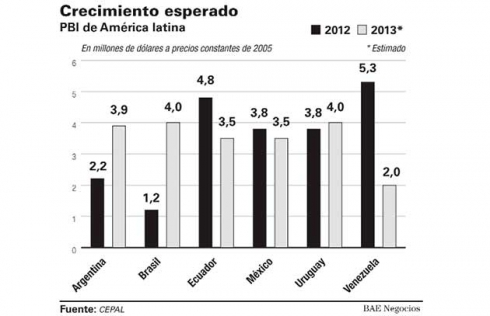 Crecimiento esperado
PBI de América latina
2012 2013*
En millones de dólares a precios constantes de 2005
* Estimado
6
5
4
3
2
1
0
2,2 3,9
1,2 4,0
4,8 3,5
3,8 3,5
3,8 4,0
5,3 2,0
Argentina
Brasil
Ecuador
México
Uruguay
Venezuela
Fuente: CEPAL
BAE Negocios